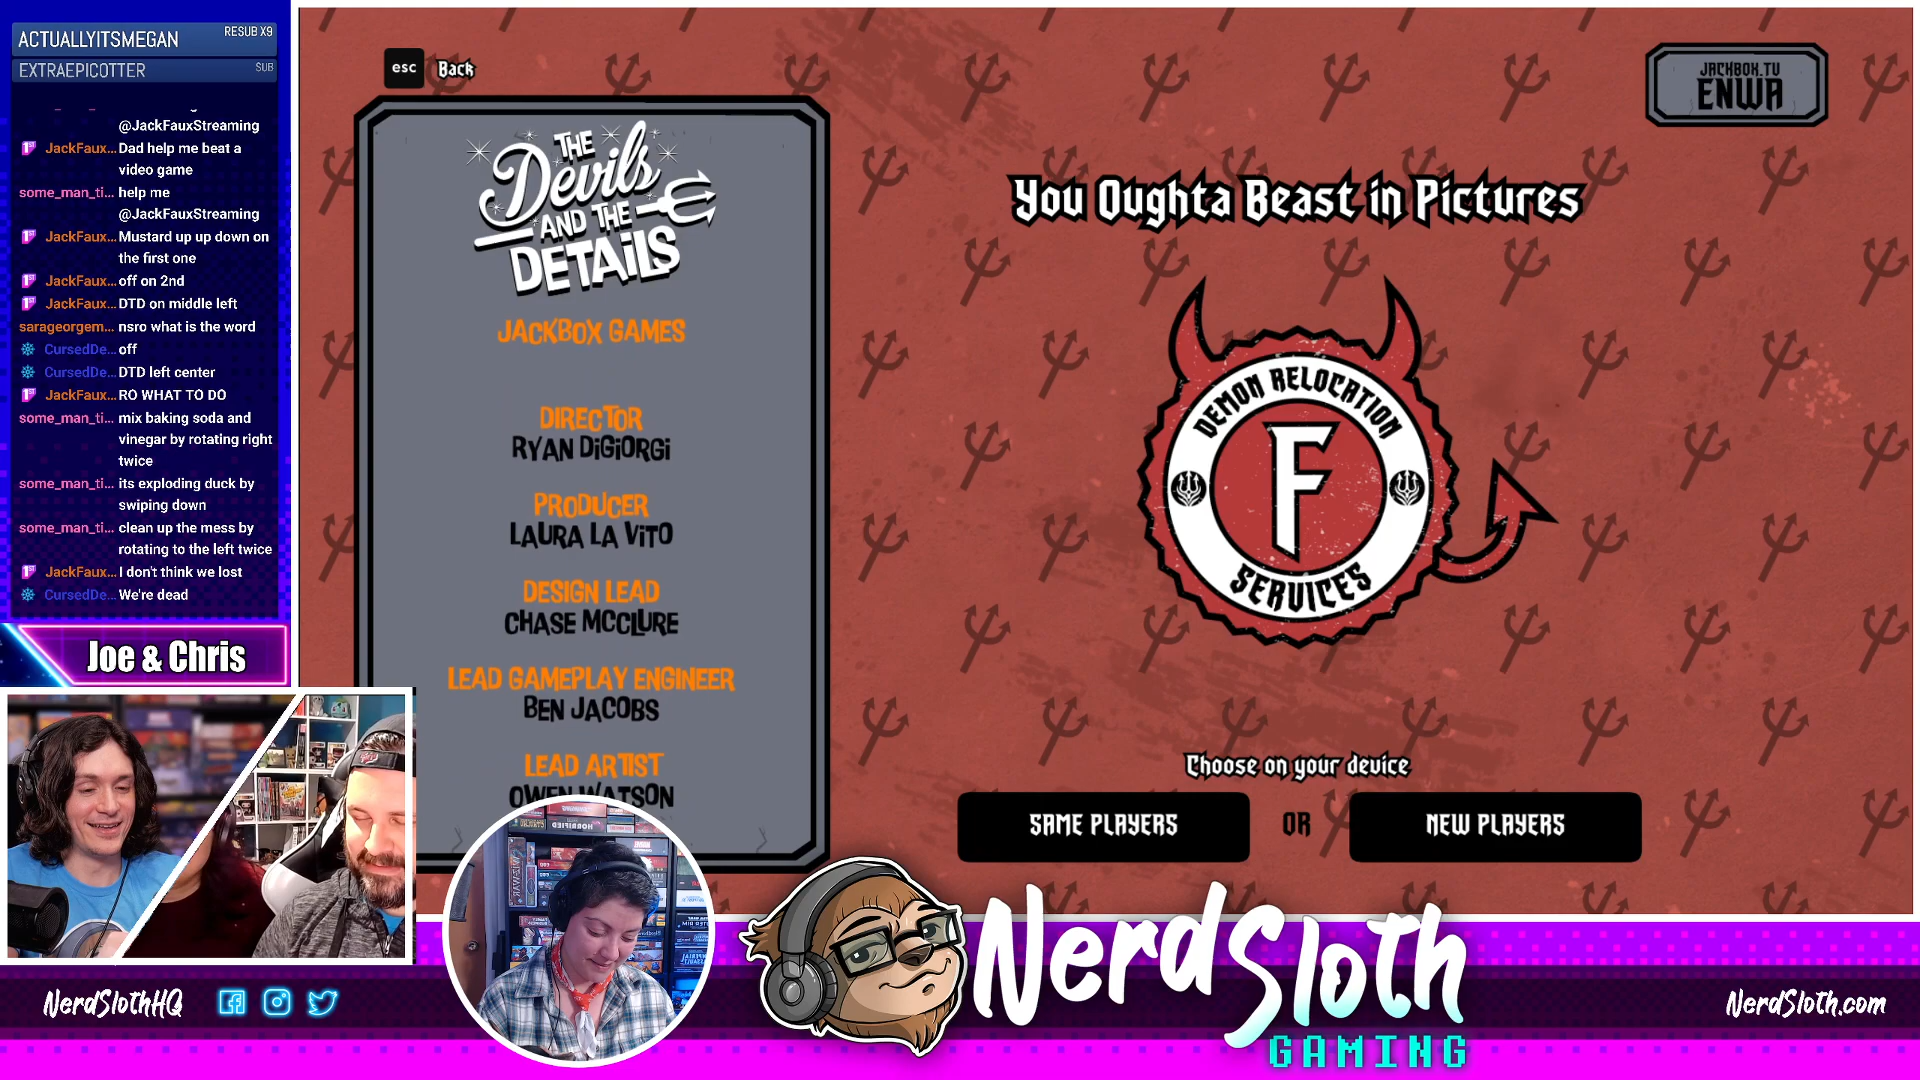 ACTUALLYITSMEGAN RESUB X9
EXTRAEPICOTTER SUB
@JackFauxStreaming
JackFaux... Dad help me beat a
video game
some_man_ti... help me
@JackFauxStreaming
JackFaux... Mustard up up down on
the first one
JackFaux... off on 2nd
JackFaux... DTD on middle left
sarageorgem... nsro what is the word
CursedDe... off
CursedDe... DTD left center
JackFaux... RO WHAT TO DO
some_man_ti... mix baking soda and
vinegar by rotating right
twice
some_man_ti... its exploding duck by
swiping down
some_man_ti... clean up the mess by
rotating to the left twice
JackFaux... I don't think we lost
CursedDe... We're dead
Joe & Chris
esc Back
THE
Devils
AND THE
DETAILS
JACKBOX GAMES
DIRECTOR
RYAN DIGIORGI
PRODUCER
LAURA LA VITO
DESIGN LEAD
CHASE MCCLURE
LEAD GAMEPLAY ENGINEER
BEN JACOBS
LEAD ARTIST
OWEN WATSON
JACKBOX.TV
ENWA
You Oughta Beast in Pictures
DEMON RELOCATION
F
SERVICES
Choose on your device
SAME PLAYERS OR NEW PLAYERS
NerdSlothHQ
NerdSloth
GAMING
NerdSloth.com